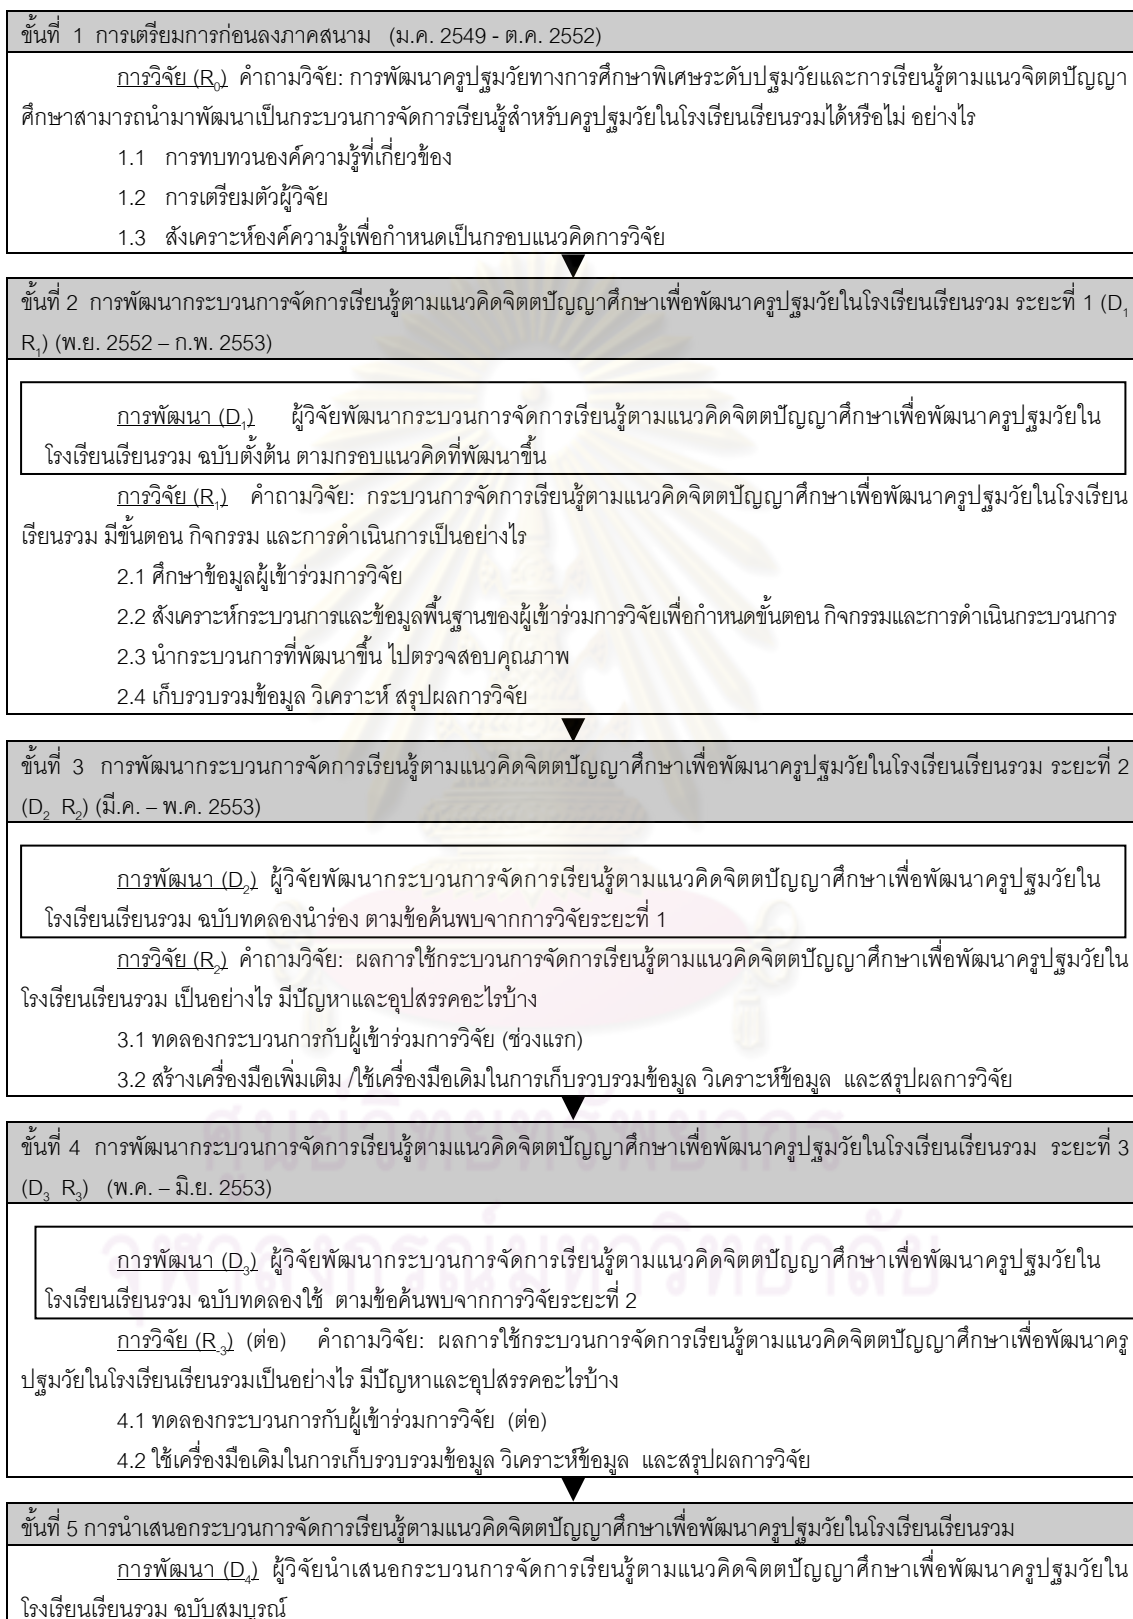 ขั้นที่ 1 การเตรียมการก่อนลงภาคสนาม (ม.ค. 2549 - ต.ค. 2552)
การวิจัย (R0) คำถามวิจัย: การพัฒนาครูปฐมวัยทางการศึกษาพิเศษระดับปฐมวัยและการเรียนรู้ตามแนวจิตตปัญญา
ศึกษาสามารถนำมาพัฒนาเป็นกระบวนการจัดการเรียนรู้สำหรับครูปฐมวัยในโรงเรียนเรียนรวมได้หรือไม่ อย่างไร
1.1 การทบทวนองค์ความรู้ที่เกี่ยวข้อง
1.2 การเตรียมตัวผู้วิจัย
1.3 สังเคราะห์องค์ความรู้เพื่อกำหนดเป็นกรอบแนวคิดการวิจัย
ขั้นที่ 2 การพัฒนากระบวนการจัดการเรียนรู้ตามแนวคิดจิตตปัญญาศึกษาเพื่อพัฒนาครูปฐมวัยในโรงเรียนเรียนรวม ระยะที่ 1 (D1
R1) (พ.ย. 2552 – ก.พ. 2553)
การพัฒนา (D1) ผู้วิจัยพัฒนากระบวนการจัดการเรียนรู้ตามแนวคิดจิตตปัญญาศึกษาเพื่อพัฒนาครูปฐมวัยใน
โรงเรียนเรียนรวม ฉบับตั้งต้น ตามกรอบแนวคิดที่พัฒนาขึ้น
การวิจัย (R1) คำถามวิจัย: กระบวนการจัดการเรียนรู้ตามแนวคิดจิตตปัญญาศึกษาเพื่อพัฒนาครูปฐมวัยในโรงเรียน
เรียนรวม มีขั้นตอน กิจกรรม และการดำเนินการเป็นอย่างไร
2.1 ศึกษาข้อมูลผู้เข้าร่วมการวิจัย
2.2 สังเคราะห์กระบวนการและข้อมูลพื้นฐานของผู้เข้าร่วมการวิจัยเพื่อกำหนดขั้นตอน กิจกรรมและการดำเนินกระบวนการ
2.3 นำกระบวนการที่พัฒนาขึ้น ไปตรวจสอบคุณภาพ
2.4 เก็บรวบรวมข้อมูล วิเคราะห์ สรุปผลการวิจัย
ขั้นที่ 3 การพัฒนากระบวนการจัดการเรียนรู้ตามแนวคิดจิตตปัญญาศึกษาเพื่อพัฒนาครูปฐมวัยในโรงเรียนเรียนรวม ระยะที่ 2
(D2 R2) (มี.ค. – พ.ค. 2553)
การพัฒนา (D2) ผู้วิจัยพัฒนากระบวนการจัดการเรียนรู้ตามแนวคิดจิตตปัญญาศึกษาเพื่อพัฒนาครูปฐมวัยใน
โรงเรียนเรียนรวม ฉบับทดลองนำร่อง ตามข้อค้นพบจากการวิจัยระยะที่ 1
การวิจัย (R2) คำถามวิจัย: ผลการใช้กระบวนการจัดการเรียนรู้ตามแนวคิดจิตตปัญญาศึกษาเพื่อพัฒนาครูปฐมวัยใน
โรงเรียนเรียนรวม เป็นอย่างไร มีปัญหาและอุปสรรคอะไรบ้าง
3.1 ทดลองกระบวนการกับผู้เข้าร่วมการวิจัย (ช่วงแรก)
3.2 สร้างเครื่องมือเพิ่มเติม /ใช้เครื่องมือเดิมในการเก็บรวบรวมข้อมูล วิเคราะห์ข้อมูล และสรุปผลการวิจัย
ศูนย์วิทยทรัพยากร
ขั้นที่ 4 การพัฒนากระบวนการจัดการเรียนรู้ตามแนวคิดจิตตปัญญาศึกษาเพื่อพัฒนาครูปฐมวัยในโรงเรียนเรียนรวม ระยะที่ 3
(D3 R3) (พ.ค. – มิ.ย. 2553)
จุฬาลงกรณ์มหาวิทยาลัย
การพัฒนา (D3) ผู้วิจัยพัฒนากระบวนการจัดการเรียนรู้ตามแนวคิดจิตตปัญญาศึกษาเพื่อพัฒนาครูปฐมวัยใน
โรงเรียนเรียนรวม ฉบับทดลองใช้ ตามข้อค้นพบจากการวิจัยระยะที่ 2
การวิจัย (R3) (ต่อ) คำถามวิจัย: ผลการใช้กระบวนการจัดการเรียนรู้ตามแนวคิดจิตตปัญญาศึกษาเพื่อพัฒนาครู
ปฐมวัยในโรงเรียนเรียนรวมเป็นอย่างไร มีปัญหาและอุปสรรคอะไรบ้าง
4.1 ทดลองกระบวนการกับผู้เข้าร่วมการวิจัย (ต่อ)
4.2 ใช้เครื่องมือเดิมในการเก็บรวบรวมข้อมูล วิเคราะห์ข้อมูล และสรุปผลการวิจัย
ขั้นที่ 5 การนำเสนอกระบวนการจัดการเรียนรู้ตามแนวคิดจิตตปัญญาศึกษาเพื่อพัฒนาครูปฐมวัยในโรงเรียนเรียนรวม
การพัฒนา (D4) ผู้วิจัยนำเสนอกระบวนการจัดการเรียนรู้ตามแนวคิดจิตตปัญญาศึกษาเพื่อพัฒนาครูปฐมวัยใน
โรงเรียนเรียนรวม ฉบับสมบูรณ์